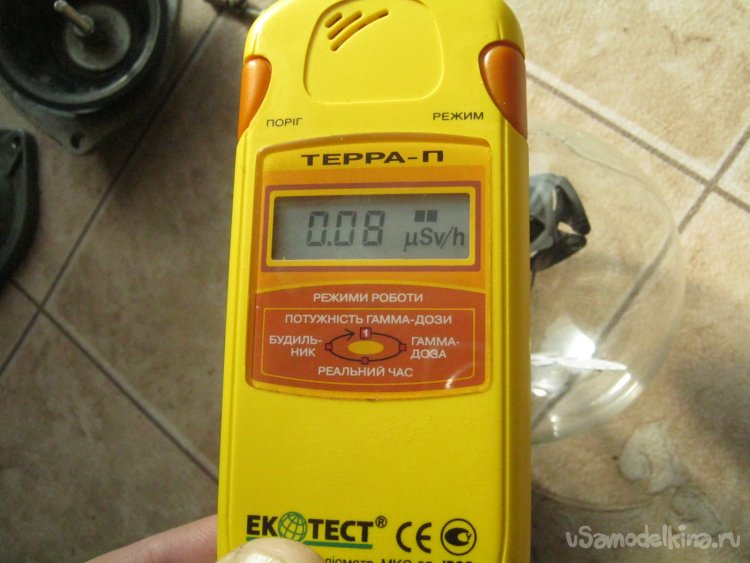 ПОРІГ РЕЖИМ
ТЕРРА-П
0.08 µSv/h
РЕЖИМИ РОБОТИ
ПОТУЖНІСТЬ ГАММА-ДОЗИ
1
БУДИЛЬ-
НИК
ГАММА-
ДОЗА
РЕАЛЬНИЙ ЧАС
ЕКОТЕСТ® CE
uSamodelkina.ru